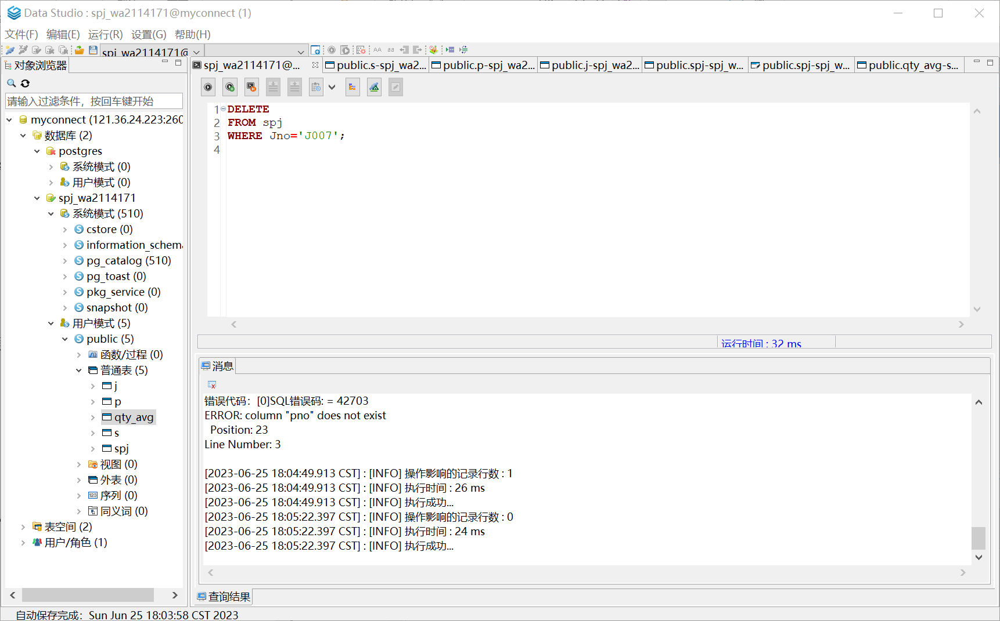 Data Studio : spj_wa2114171@myconnect (1)
文件(F) 编辑(E) 运行(R) 设置(G) 帮助(H)
spj_wa2114171@
对象浏览器
请输入过滤条件，按回车键开始
myconnect (121.36.24.223:260
数据库 (2)
postgres
系统模式 (0)
用户模式 (0)
spj_wa2114171
系统模式 (510)
cstore (0)
information_schema
pg_catalog (510)
pg_toast (0)
pkg_service (0)
snapshot (0)
用户模式 (5)
public (5)
函数/过程 (0)
普通表 (5)
j
p
qty_avg
s
spj
视图 (0)
外表 (0)
序列 (0)
同义词 (0)
表空间 (2)
用户/角色 (1)
spj_wa2114171@... public.s-spj_wa2... public.p-spj_wa2... public.j-spj_wa2... public.spj-spj_w... public.spj-spj_w... public.qty_avg-s...
1 DELETE
2 FROM spj
3 WHERE Jno='J007';
4
运行时间 : 32 ms
消息
错误代码：[0]SQL错误码: = 42703
ERROR: column "pno" does not exist
Position: 23
Line Number: 3
[2023-06-25 18:04:49.913 CST] : [INFO] 操作影响的记录行数 : 1
[2023-06-25 18:04:49.913 CST] : [INFO] 执行时间 : 26 ms
[2023-06-25 18:04:49.913 CST] : [INFO] 执行成功...
[2023-06-25 18:05:22.397 CST] : [INFO] 操作影响的记录行数 : 0
[2023-06-25 18:05:22.397 CST] : [INFO] 执行时间 : 24 ms
[2023-06-25 18:05:22.397 CST] : [INFO] 执行成功...
查询结果
自动保存完成：Sun Jun 25 18:03:58 CST 2023